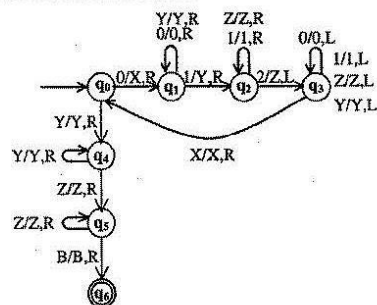 Y/Y,R Z/Z,R 0/0,L
0/0,R 1/1,R 1/1,L
q0 0/X,R q1 1/Y,R q2 2/Z,L q3 Z/Z,L
Y/Y,R Y/Y,L
Y/Y,R q4 X/X,R
Z/Z,R
Z/Z,R q5
B/B,R
q6